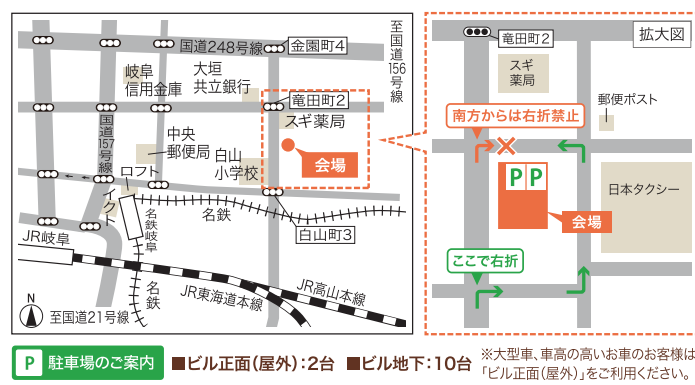 国道248号線
金園町4
至国道156号線
岐阜
信用金庫
大垣
共立銀行
竜田町2
スギ薬局
国道157号線
中央
郵便局
白山
小学校
会場
ロフト
イクト
名鉄岐阜
名鉄
白山町3
JR岐阜
名鉄
JR東海道本線
JR高山本線
N
至国道21号線
竜田町2
拡大図
スギ
薬局
郵便ポスト
南方からは右折禁止
P P
日本タクシー
会場
ここで右折
P 駐車場のご案内
■ビル正面(屋外):2台 ■ビル地下:10台
※大型車、車高の高いお車のお客様は
「ビル正面(屋外)」をご利用ください。